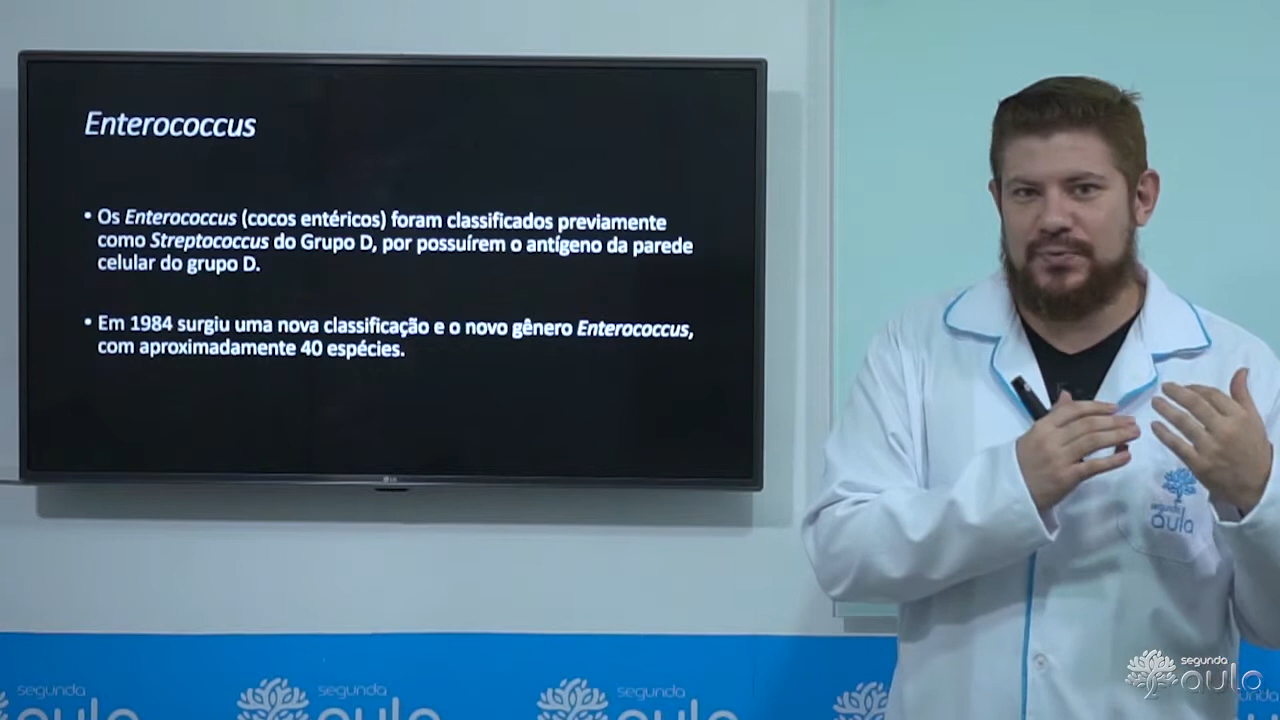 Enterococcus
• Os Enterococcus (cocos entéricos) foram classificados previamente
como Streptococcus do Grupo D, por possuírem o antígeno da parede
celular do grupo D.
• Em 1984 surgiu uma nova classificação e o novo gênero Enterococcus,
com aproximadamente 40 espécies.
LG
segunda
aula
segunda
aula
segunda
aula
segunda
aula
segunda
aula